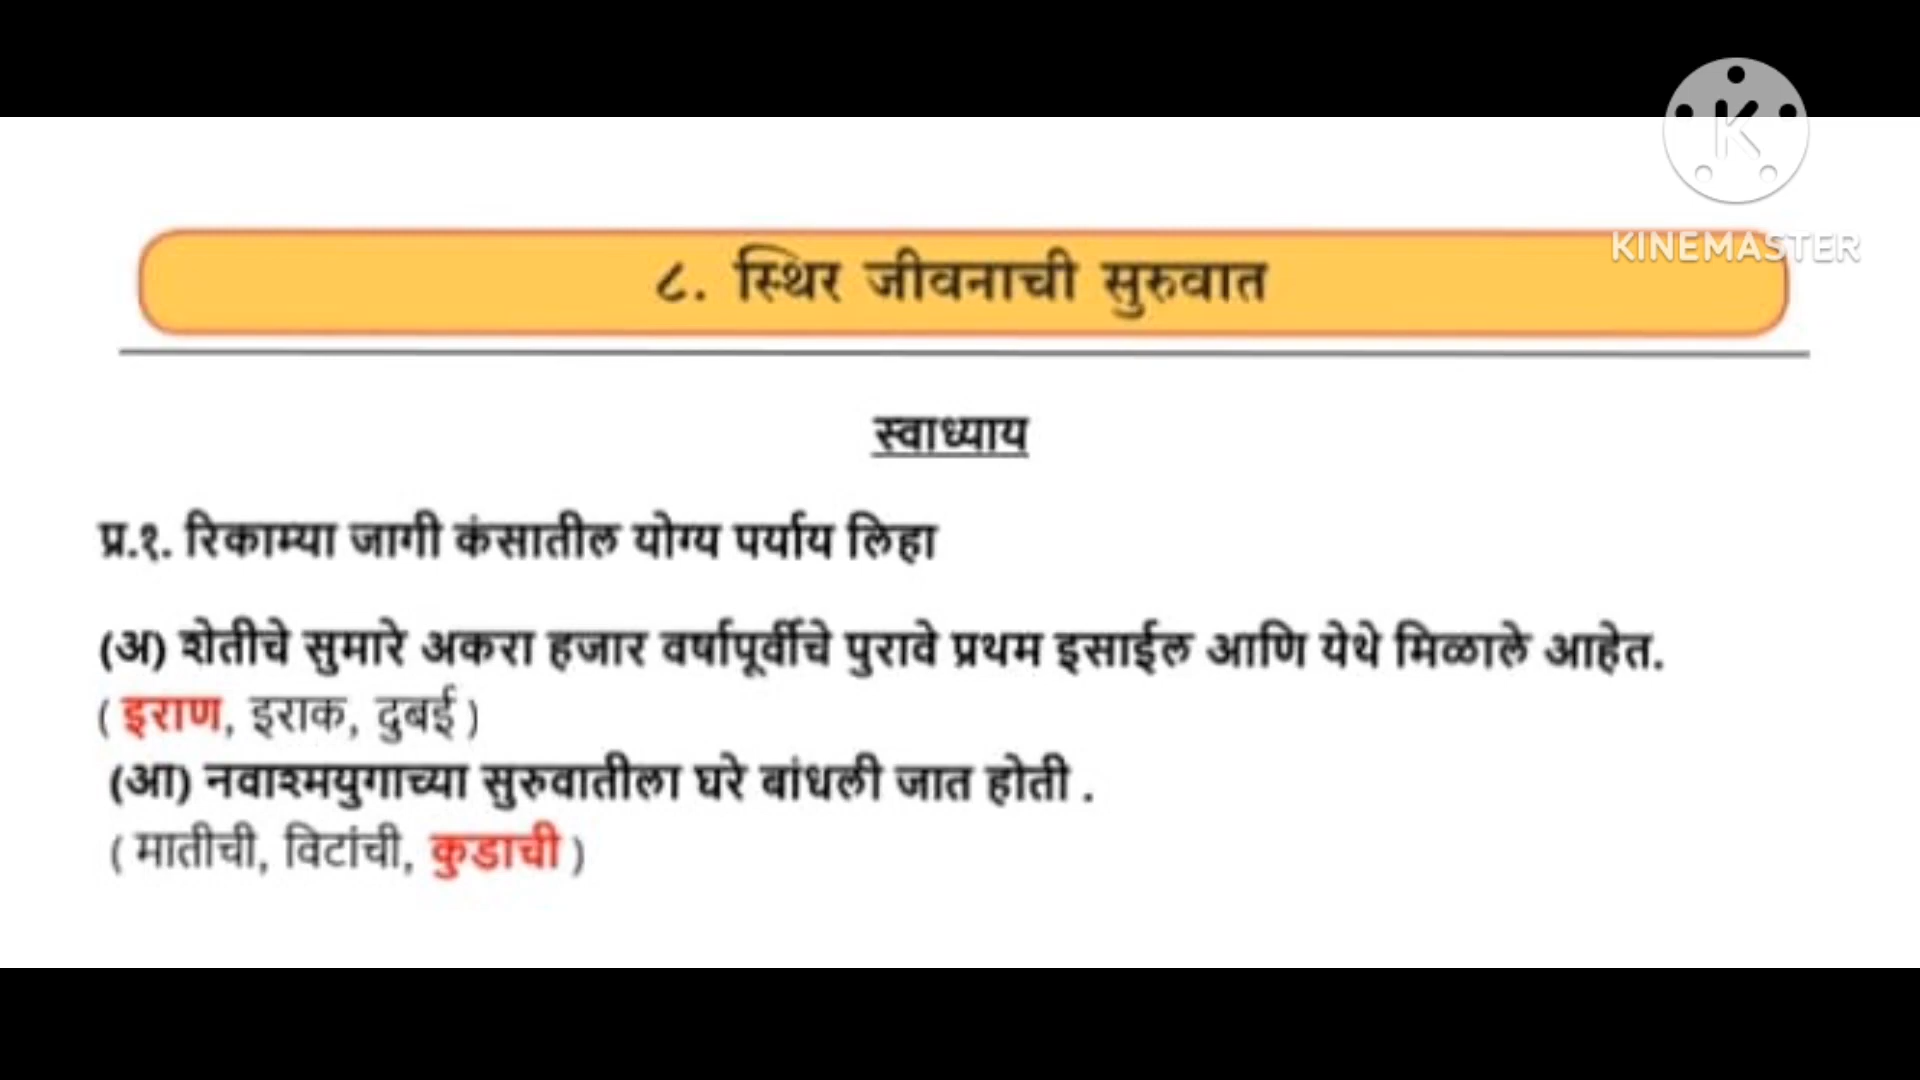 KINEMASTER
८. स्थिर जीवनाची सुरुवात
स्वाध्याय
प्र.१. रिकाम्या जागी कंसातील योग्य पर्याय लिहा
(अ) शेतीचे सुमारे अकरा हजार वर्षापूर्वीचे पुरावे प्रथम इसाईल आणि येथे मिळाले आहेत.
( इराण, इराक, दुबई )
(आ) नवाश्मयुगाच्या सुरुवातीला घरे बांधली जात होती .
( मातीची, विटांची, कुडाची )